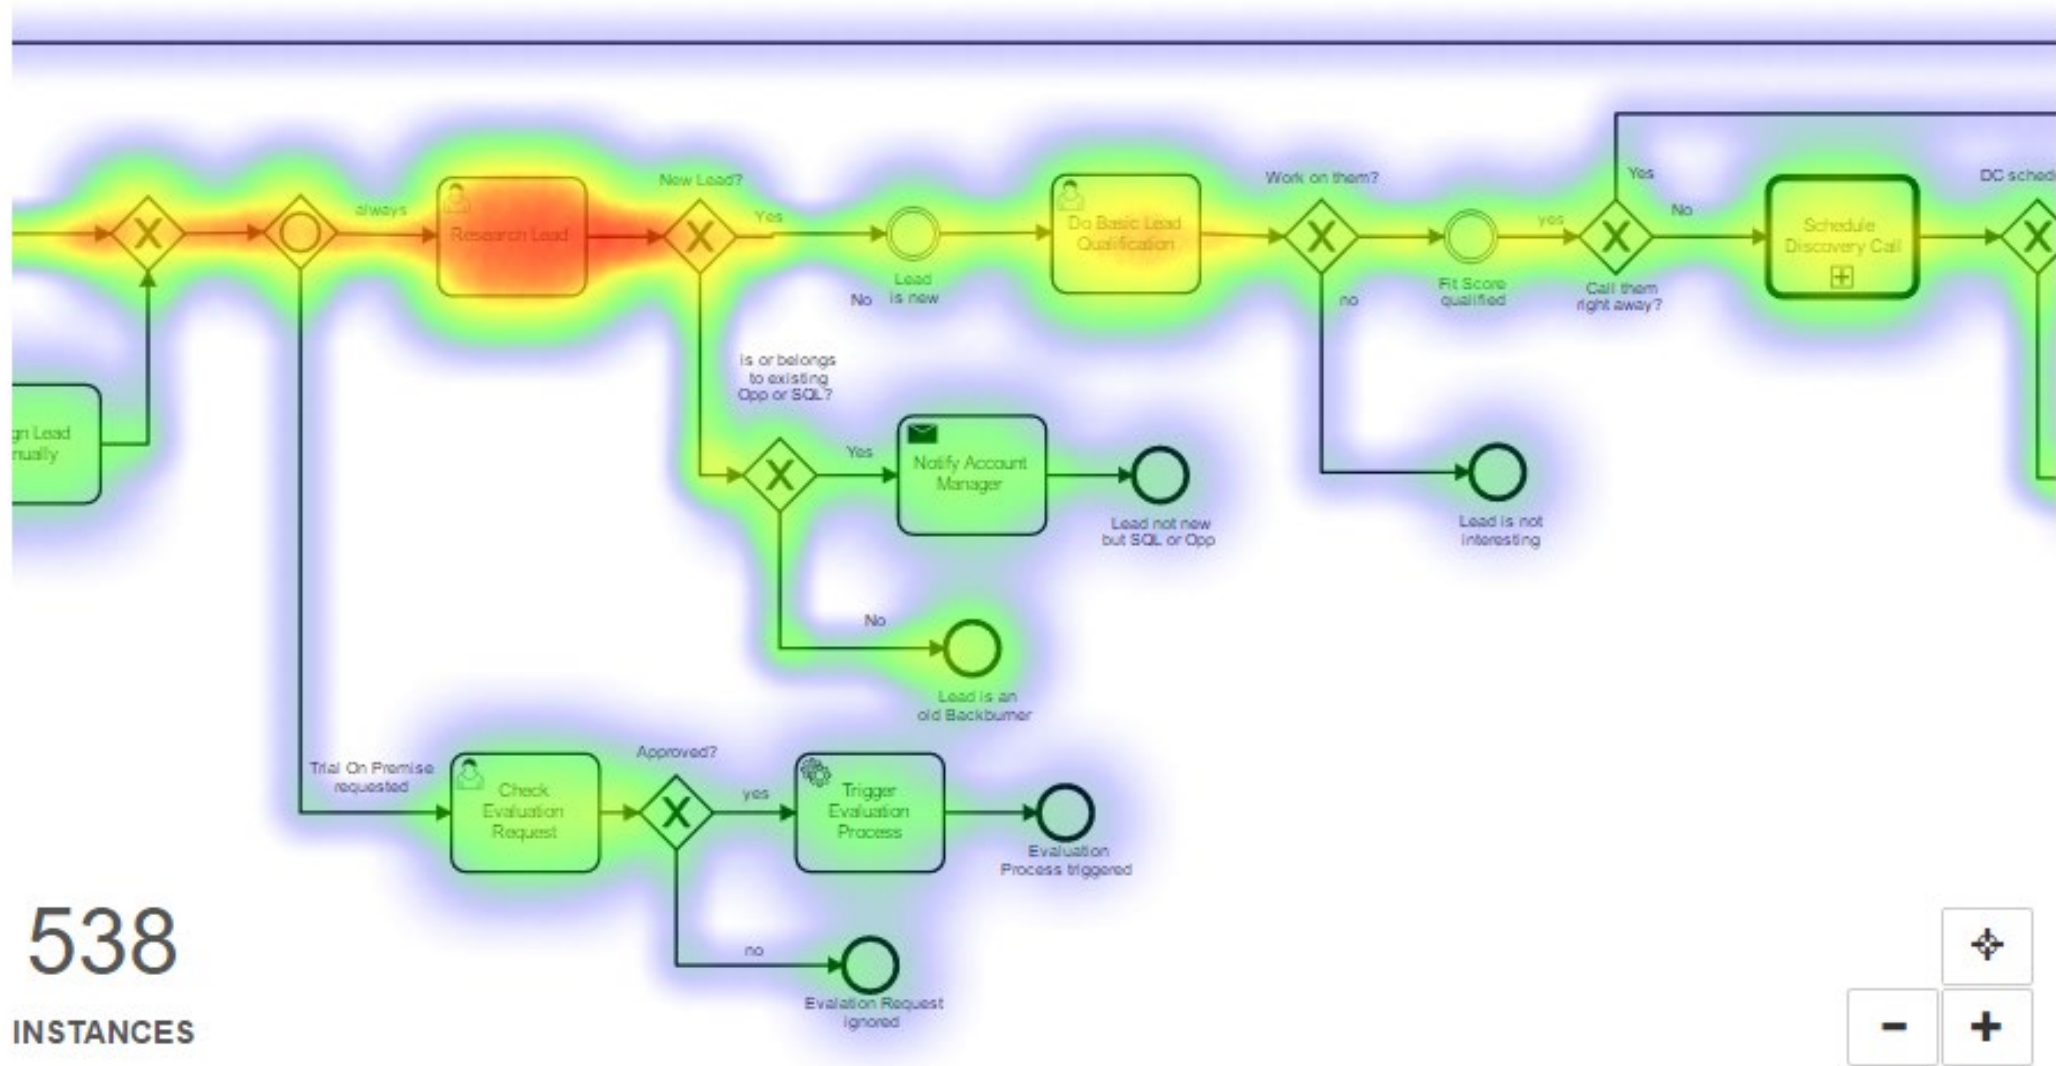 New Lead?
Work on them?
Yes
DC sched
always
Yes
yes
No
Research Lead
Do Basic Lead
Qualification
Schedule
Discovery Call
Lead
is new
No
no
Fit Score
qualified
Call them
right away?
is or belongs
to existing
Opp or SQL?
gn Lead
nually
Yes
Notify Account
Manager
Lead not new
but SQL or Opp
Lead is not
interesting
No
Lead is an
old Backburner
Trial On Premise
requested
Approved?
Check
Evaluation
Request
yes
Trigger
Evaluation
Process
Evaluation
Process triggered
no
Evalation Request
ignored
538
INSTANCES